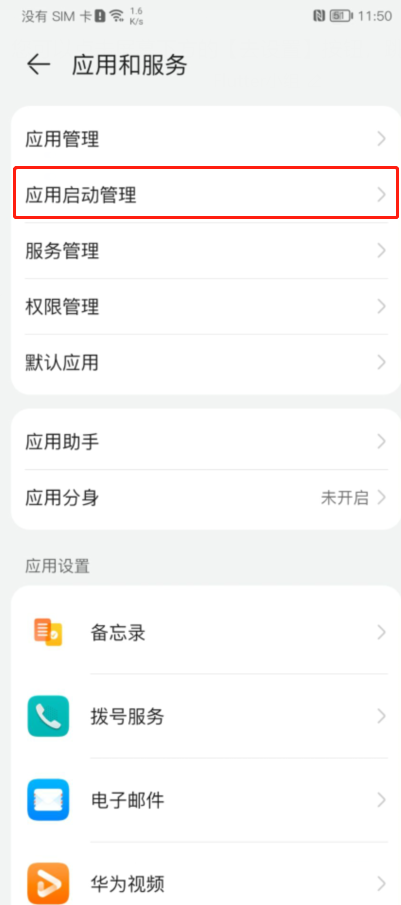 没有 SIM 卡 1.6 K/s 11:50
应用和服务
应用管理
应用启动管理
服务管理
权限管理
默认应用
应用助手
应用分身 未开启
应用设置
备忘录
拨号服务
电子邮件
华为视频